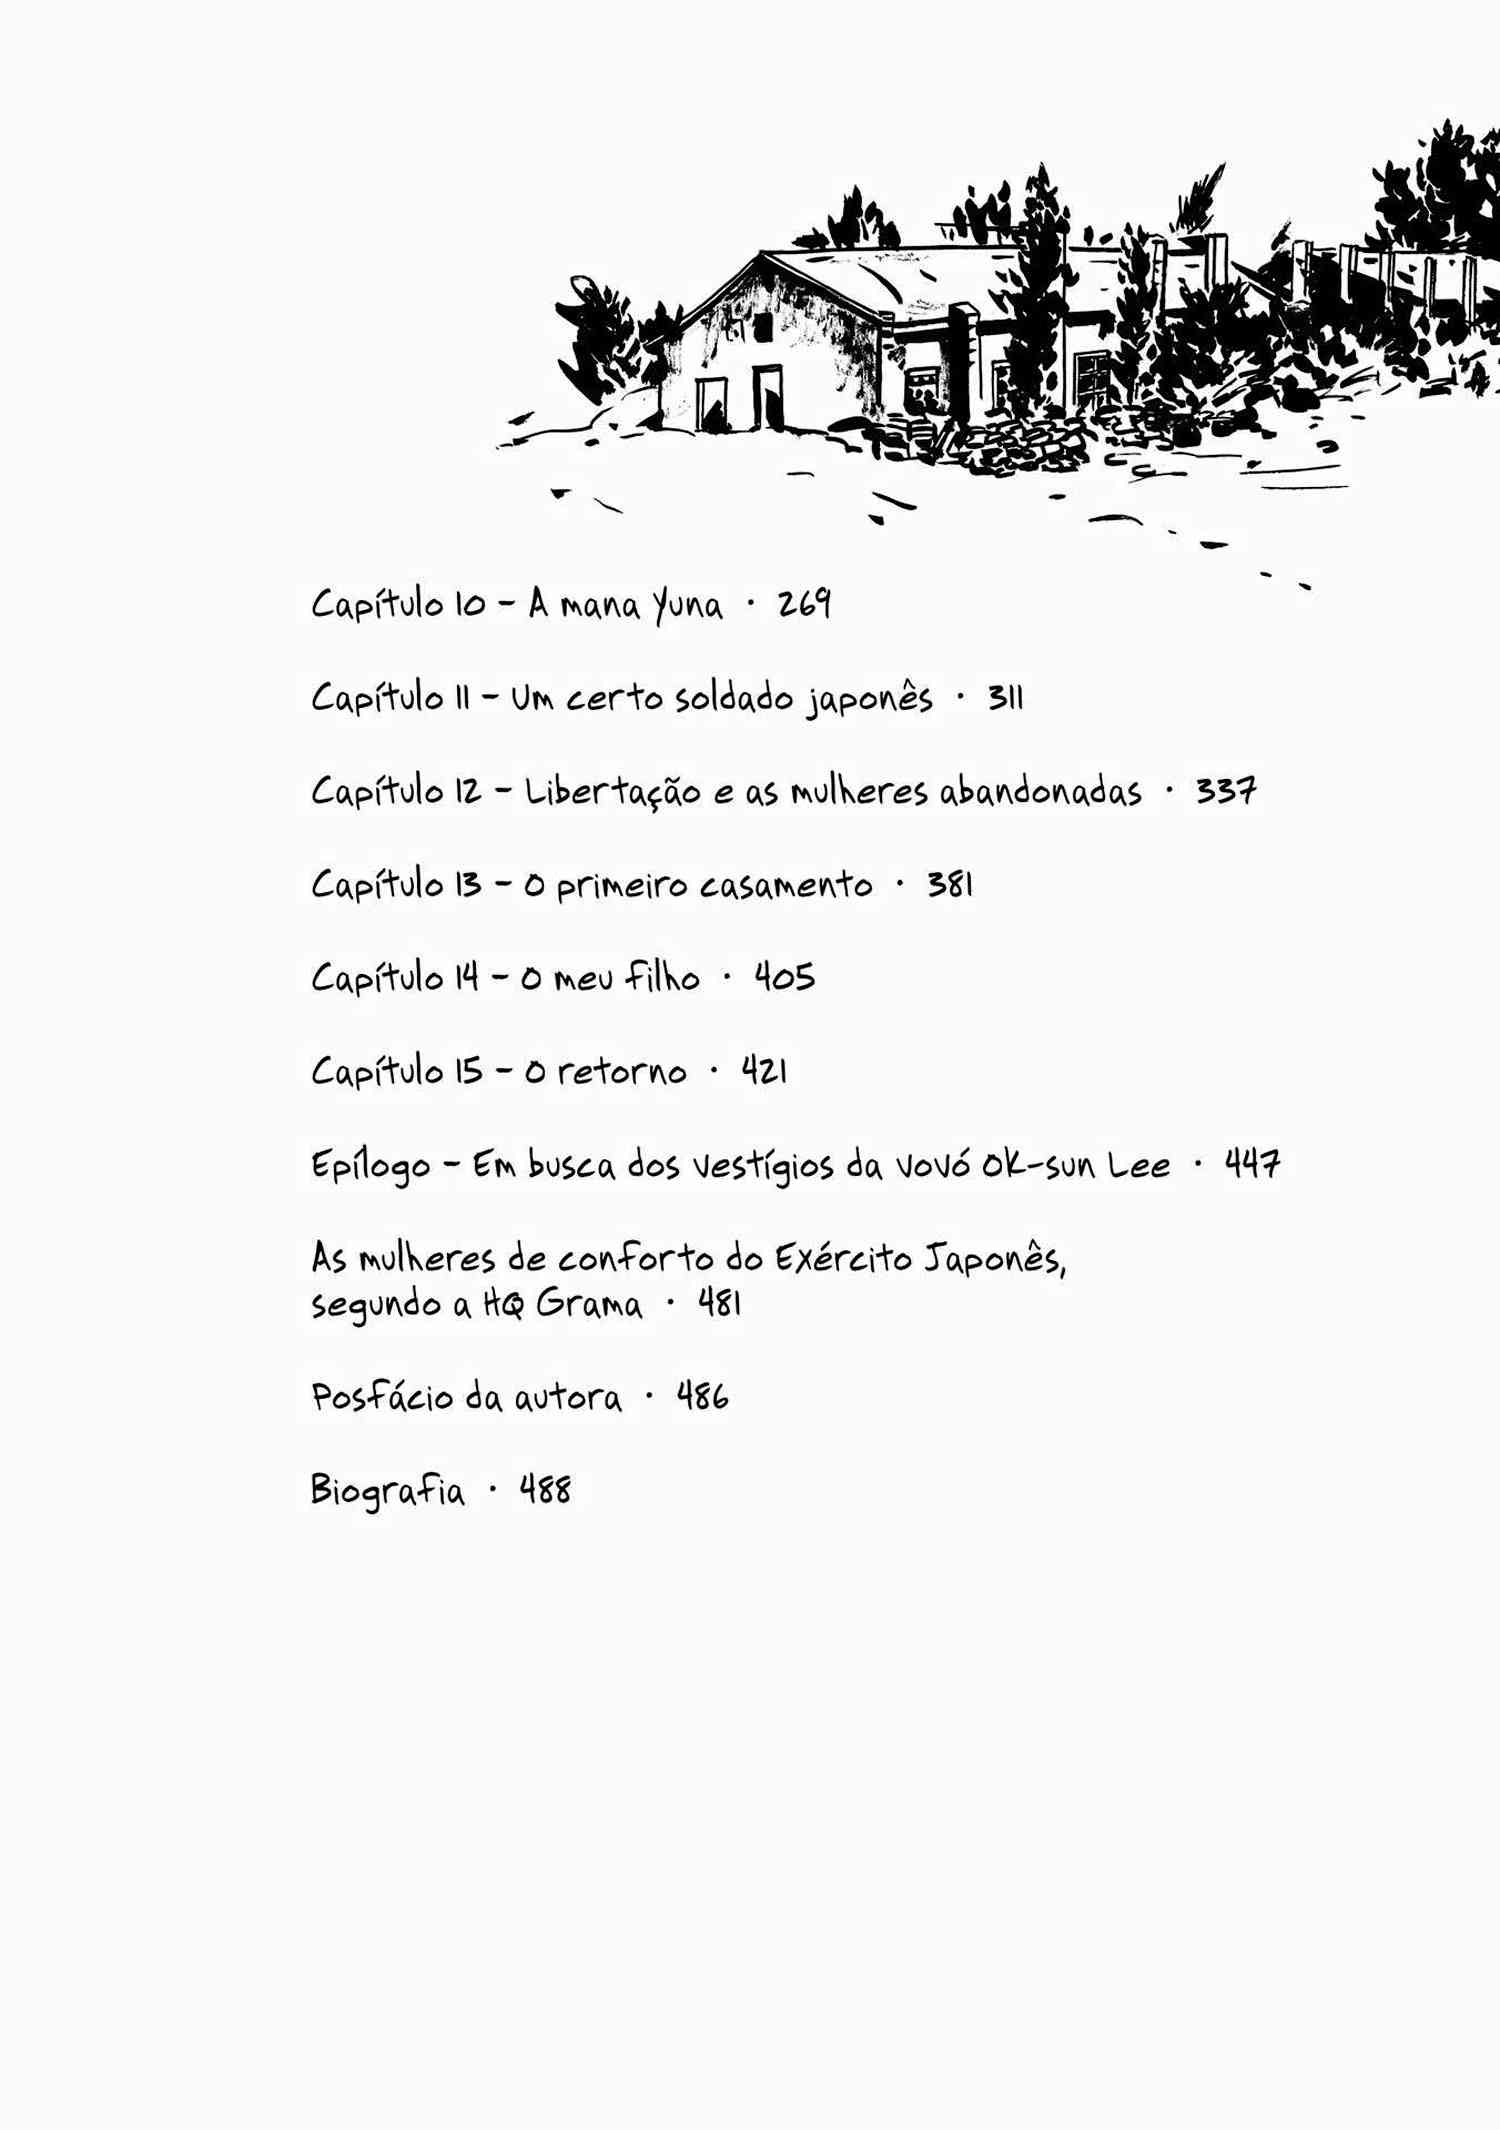 Capítulo 10 - A mana Yuna · 269
Capítulo 11 - Um certo soldado japonês · 311
Capítulo 12 - Libertação e as mulheres abandonadas · 337
Capítulo 13 - O primeiro casamento · 381
Capítulo 14 - O meu filho · 405
Capítulo 15 - O retorno · 421
Epílogo - Em busca dos vestígios da vovó Ok-sun Lee · 447
As mulheres de conforto do Exército Japonês,
segundo a HQ Grama · 481
Posfácio da autora · 486
Biografia · 488